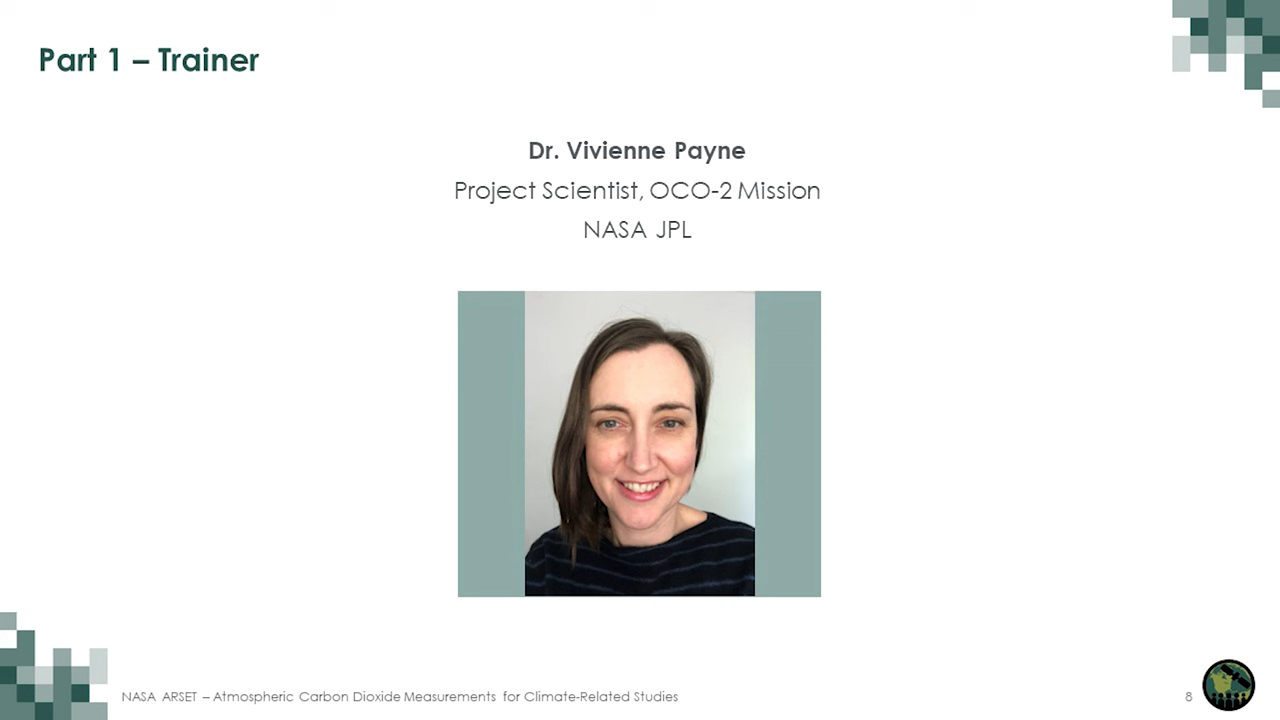 Part 1 – Trainer
Dr. Vivienne Payne
Project Scientist, OCO-2 Mission
NASA JPL
NASA ARSET – Atmospheric Carbon Dioxide Measurements for Climate-Related Studies
8